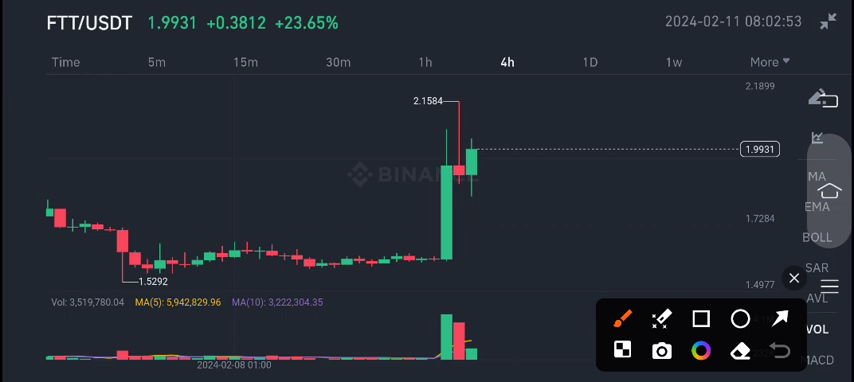 FTT/USDT 1.9931 +0.3812 +23.65% 2024-02-11 08:02:53
Time 5m 15m 30m 1h 4h 1D 1w More
2.1899
2.1584
1.9931
BINANCE
MA
EMA
1.7284
BOLL
SAR
1.5292
1.4977
AVL
Vol: 3,519,780.04 MA(5): 5,942,829.96 MA(10): 3,222,304.35
VOL
MACD
2024-02-08 01:00